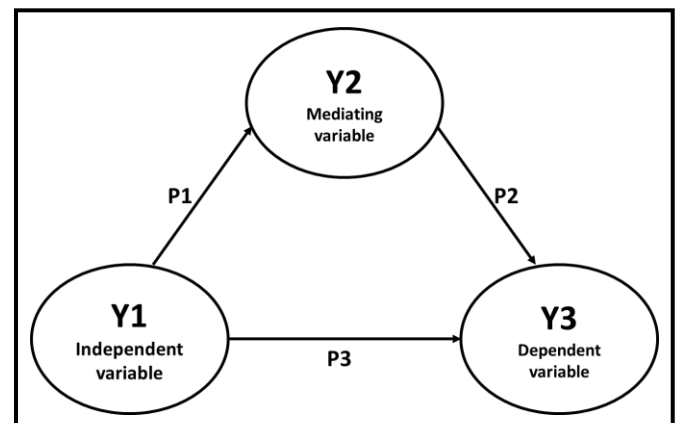 Y2
Mediating
variable
P1
P2
Y1
Independent
variable
P3
Y3
Dependent
variable